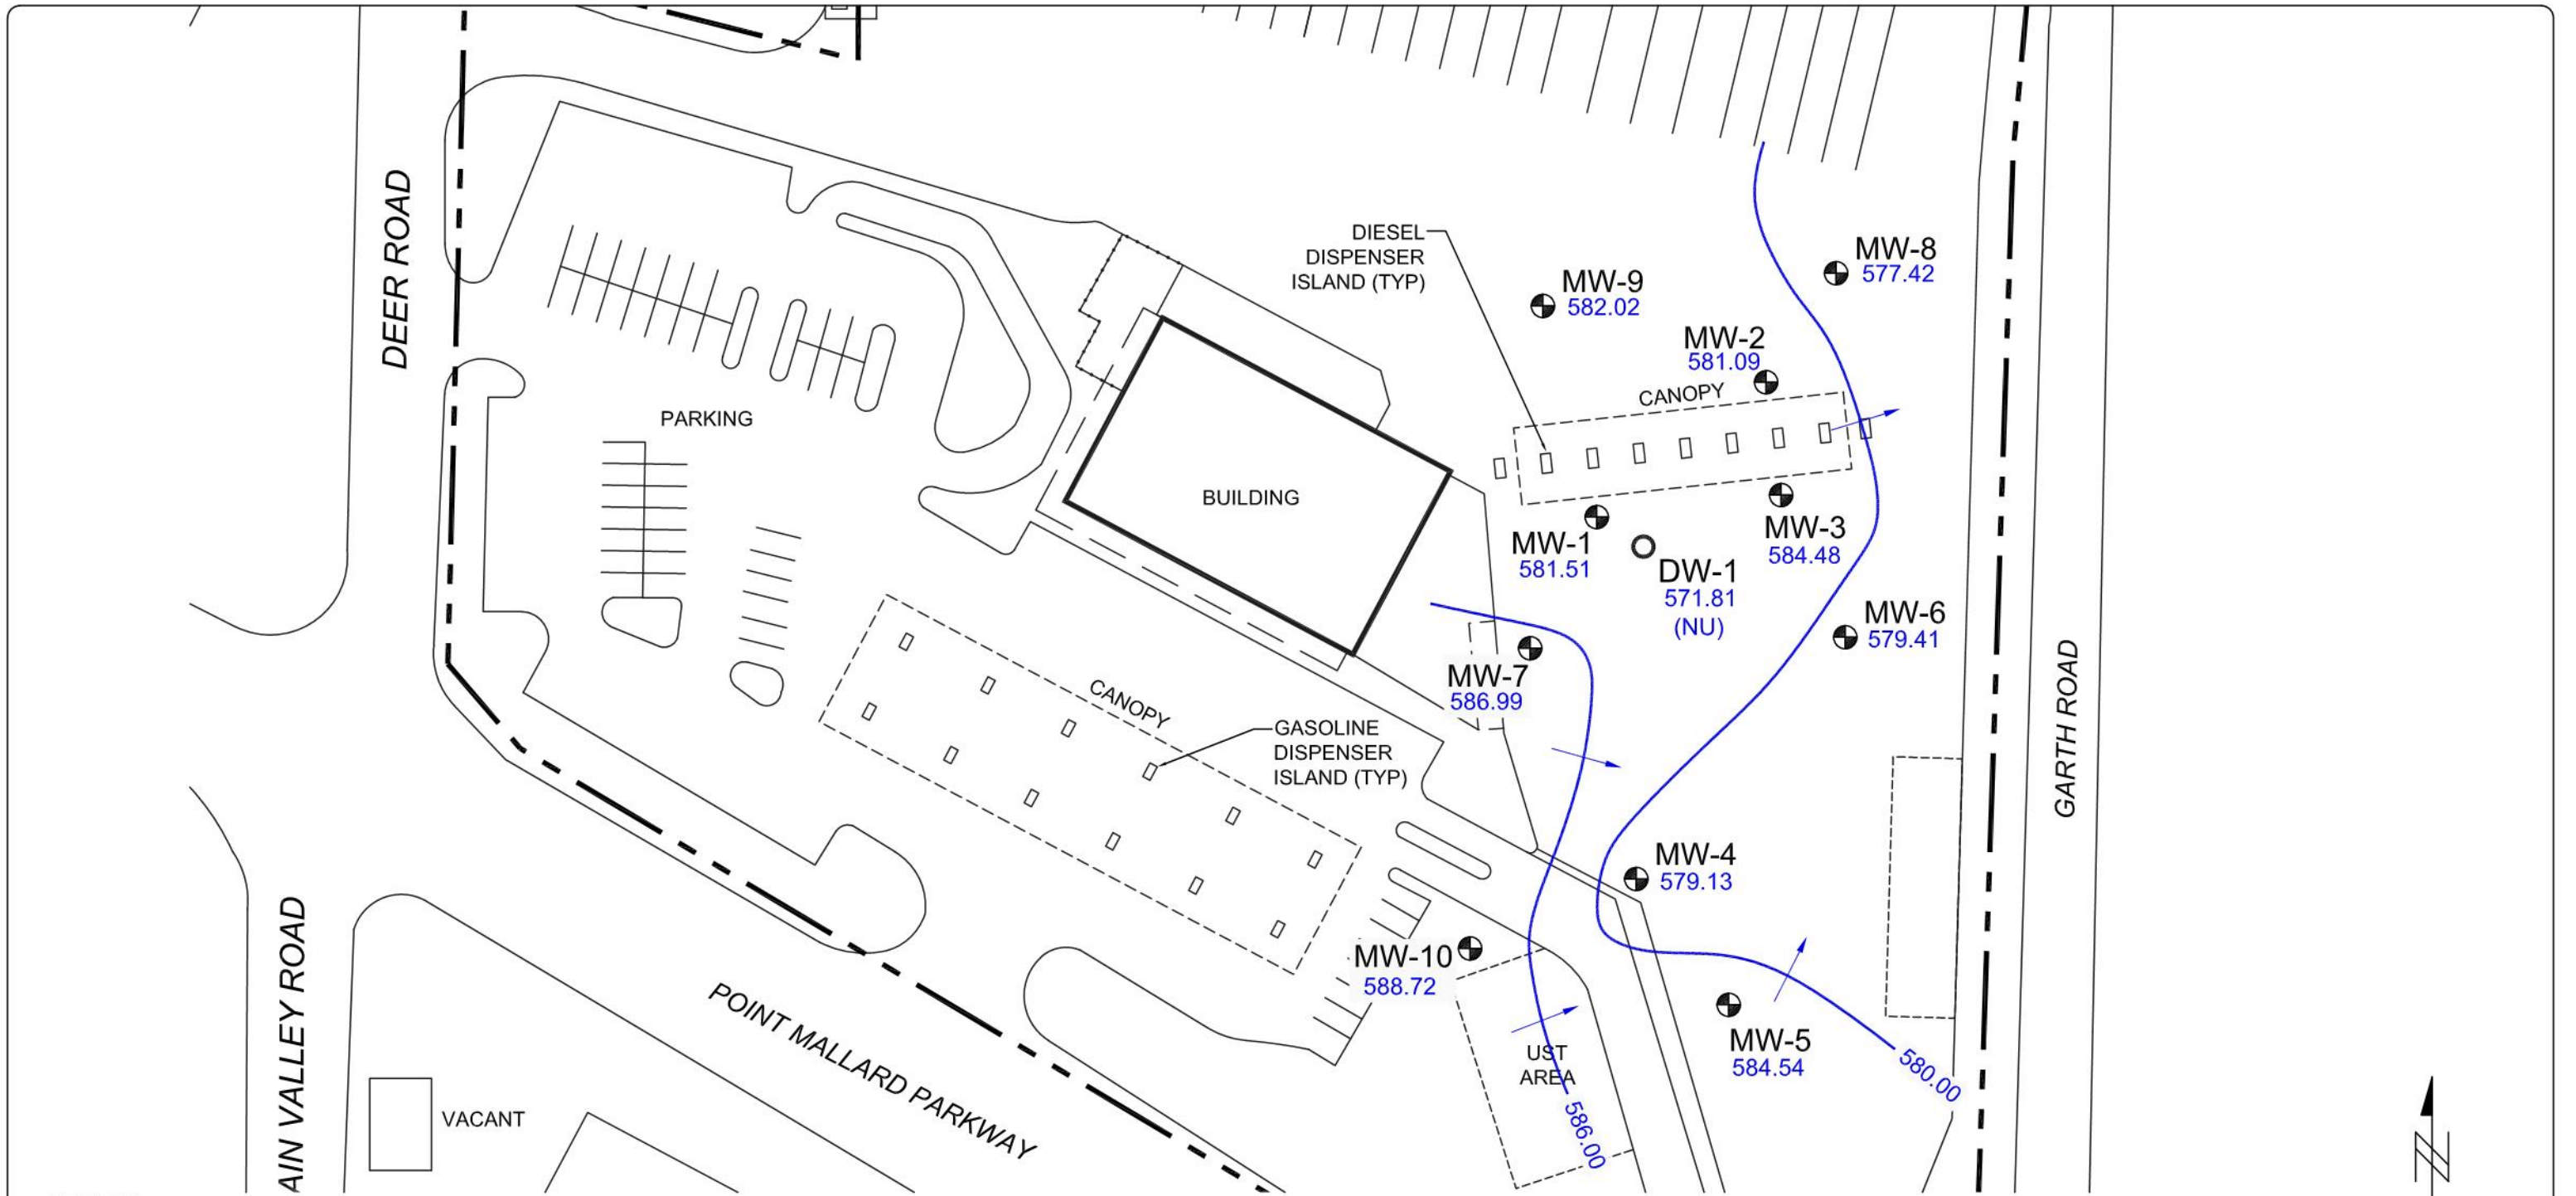 DEER ROAD
PARKING
DIESEL
DISPENSER
ISLAND (TYP)
MW-9
582.02
MW-8
577.42
MW-2
581.09
CANOPY
BUILDING
MW-1
581.51
MW-3
584.48
DW-1
571.81
(NU)
MW-6
579.41
MW-7
586.99
CANOPY
GASOLINE
DISPENSER
ISLAND (TYP)
GARTH ROAD
MW-4
579.13
MW-10
588.72
MW-5
584.54
UST
AREA
586.00
580.00
AIN VALLEY ROAD
POINT MALLARD PARKWAY
VACANT
N